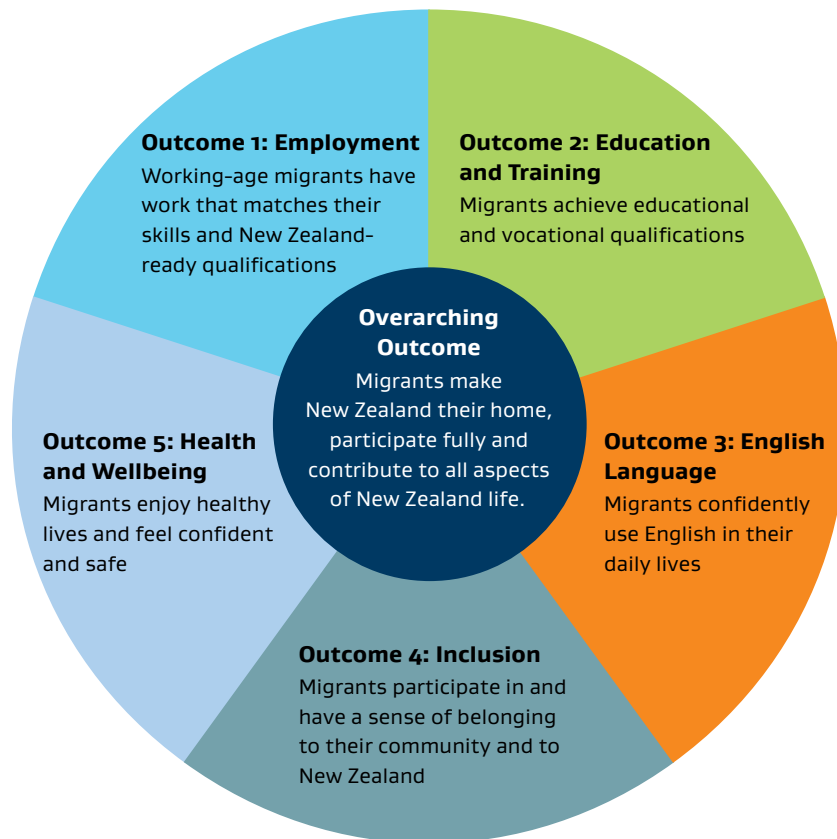 Outcome 1: Employment
Working-age migrants have
work that matches their
skills and New Zealand-
ready qualifications
Outcome 2: Education
and Training
Migrants achieve educational
and vocational qualifications
Overarching
Outcome
Migrants make
New Zealand their home,
participate fully and
contribute to all aspects
of New Zealand life.
Outcome 3: English
Language
Migrants confidently
use English in their
daily lives
Outcome 4: Inclusion
Migrants participate in and
have a sense of belonging
to their community and to
New Zealand
Outcome 5: Health
and Wellbeing
Migrants enjoy healthy
lives and feel confident
and safe